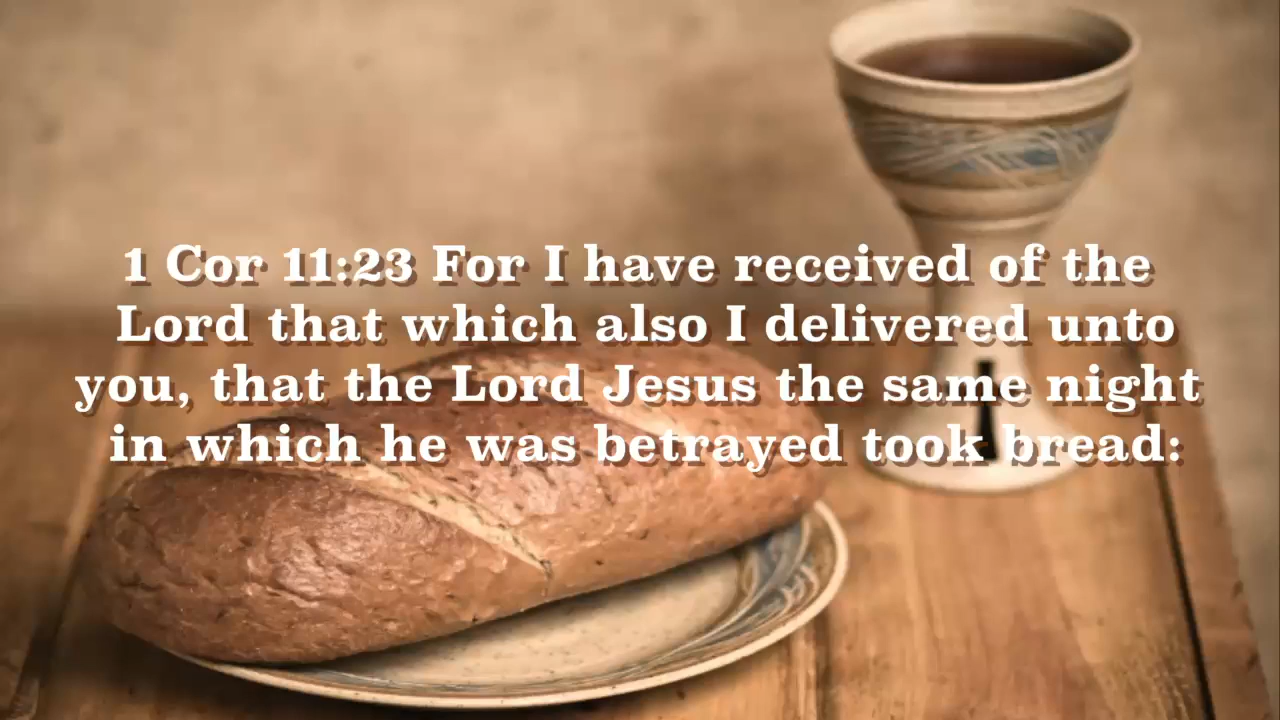 1 Cor 11:23 For I have received of the
Lord that which also I delivered unto
you, that the Lord Jesus the same night
in which he was betrayed took bread: